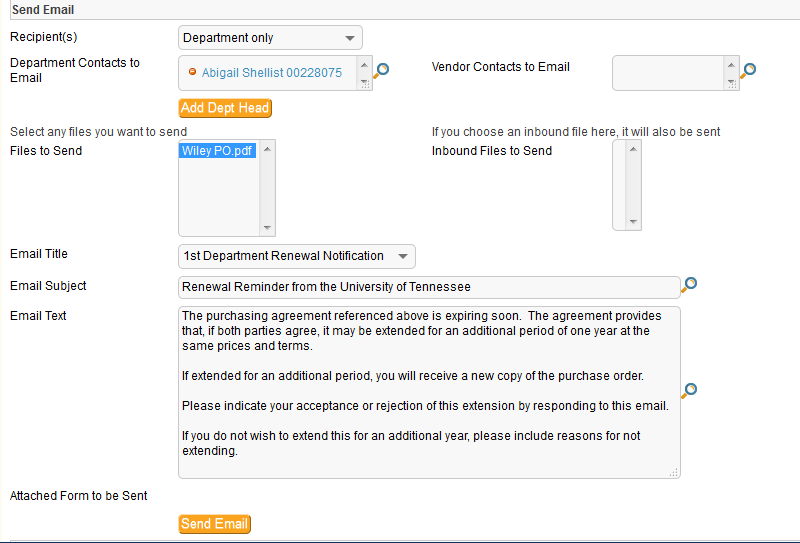 Send Email
Recipient(s)
Department only
Department Contacts to
Email
Abigail Shellist 00228075
Vendor Contacts to Email
Add Dept Head
Select any files you want to send
If you choose an inbound file here, it will also be sent
Files to Send
Wiley PO.pdf
Inbound Files to Send
Email Title
1st Department Renewal Notification
Email Subject
Renewal Reminder from the University of Tennessee
Email Text
The purchasing agreement referenced above is expiring soon.  The agreement provides
that, if both parties agree, it may be extended for an additional period of one year at the
same prices and terms.
If extended for an additional period, you will receive a new copy of the purchase order.
Please indicate your acceptance or rejection of this extension by responding to this email.
If you do not wish to extend this for an additional year, please include reasons for not
extending.
Attached Form to be Sent
Send Email